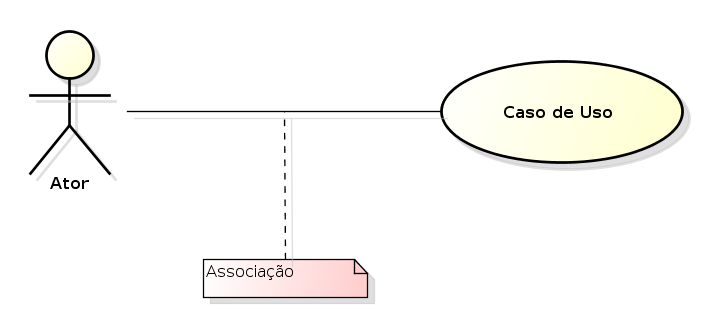 Caso de Uso
Ator
Associação